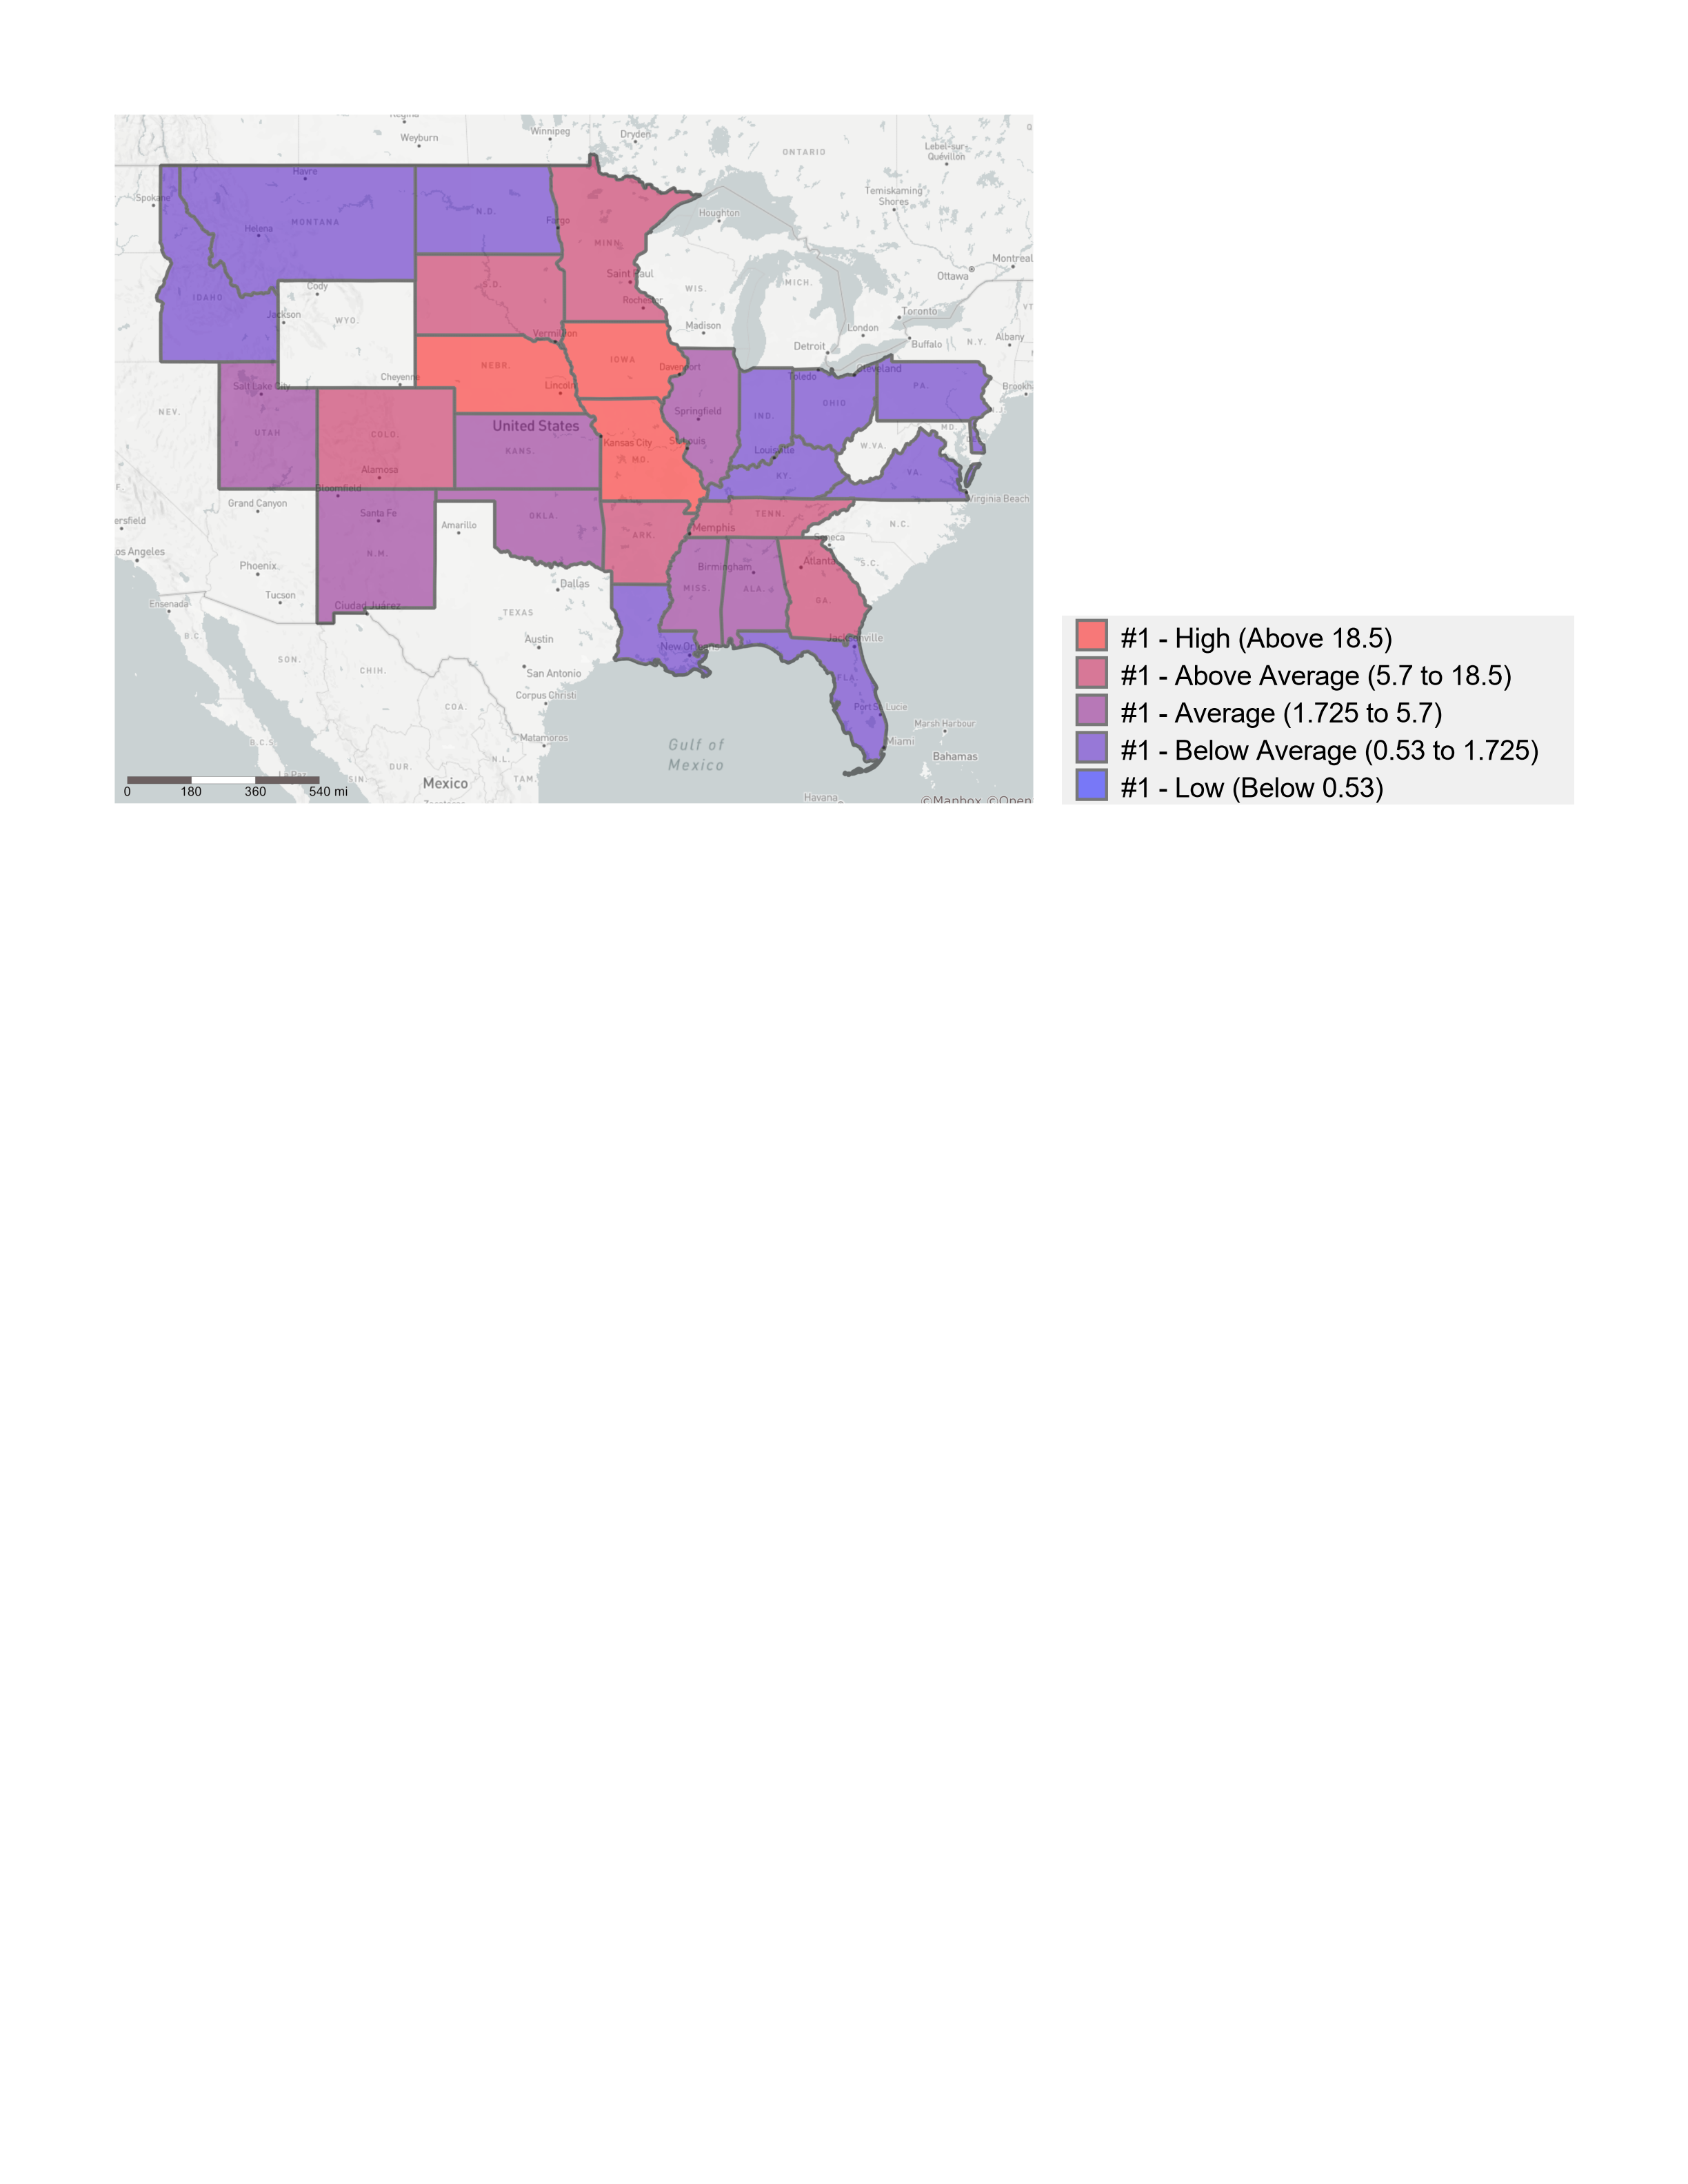 Regina
Weyburn
Winnipeg
Dryden
ONTARIO
Lebel-sur-
Quévillon
Temiskaming
Shores
Spokane
Havre
MONTANA
Helena
N.D.
Fargo
MINN.
Houghton
Ottawa
Montreal
IDAHO
Cody
Jackson
WYO.
S.D.
Saint Paul
Rochester
WIS.
MICH.
Madison
London
Toronto
VT.
Albany
Buffalo
N.Y.
Detroit
Vermillion
IOWA
NEBR.
Lincoln
Davenport
Cheyenne
Salt Lake City
Toledo
Cleveland
PA.
NEV.
UTAH
COLO.
Alamosa
United States
KANS.
Springfield
IND.
OHIO
MD.
N.J.
Kansas City
MO.
St. Louis
Louisville
KY.
W.VA.
VA.
Virginia Beach
Bloomfield
Grand Canyon
Santa Fe
N.M.
Amarillo
OKLA.
ARK.
Memphis
TENN.
N.C.
Seneca
S.C.
ersfield
os Angeles
Phoenix
Tucson
Dallas
MISS.
Birmingham
ALA.
Atlanta
GA.
Ensenada
Ciudad Juárez
TEXAS
B.C.
SON.
CHIH.
Austin
San Antonio
Corpus Christi
New Orleans
Jacksonville
FLA.
Port St. Lucie
COA.
Matamoros
Gulf of
Mexico
Miami
Marsh Harbour
Bahamas
B.C.S.
La Paz
SIN.
DUR.
N.L.
TAM.
Mexico
Havana
0 180 360 540 mi
©Mapbox ©Open
#1 - High (Above 18.5)
#1 - Above Average (5.7 to 18.5)
#1 - Average (1.725 to 5.7)
#1 - Below Average (0.53 to 1.725)
#1 - Low (Below 0.53)